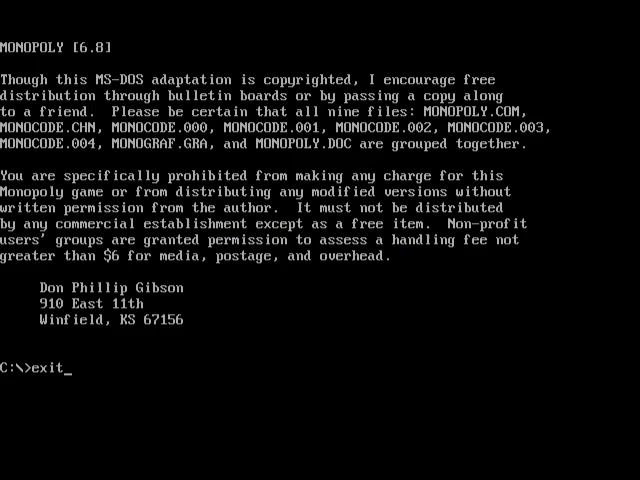 MONOPOLY [6.8]
Though this MS-DOS adaptation is copyrighted, I encourage free
distribution through bulletin boards or by passing a copy along
to a friend.  Please be certain that all nine files: MONOPOLY.COM,
MONOCODE.CHN, MONOCODE.000, MONOCODE.001, MONOCODE.002, MONOCODE.003,
MONOCODE.004, MONOGRAF.GRA, and MONOPOLY.DOC are grouped together.
You are specifically prohibited from making any charge for this
Monopoly game or from distributing any modified versions without
written permission from the author.  It must not be distributed
by any commercial establishment except as a free item.  Non-profit
users' groups are granted permission to assess a handling fee not
greater than $6 for media, postage, and overhead.
Don Phillip Gibson
910 East 11th
Winfield, KS 67156
C:\>exit_